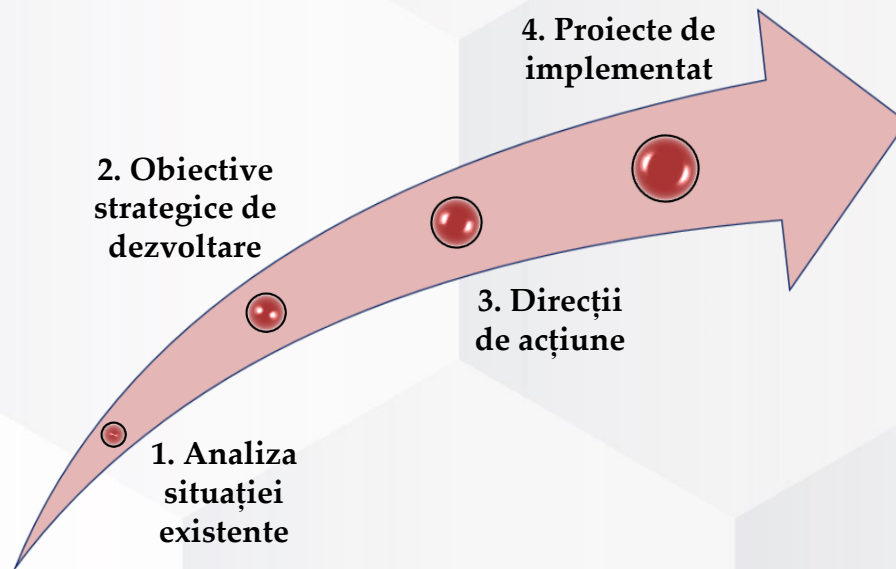 4. Proiecte de
implementat
2. Obiective
strategice de
dezvoltare
3. Direcții
de acțiune
1. Analiza
situației
existente